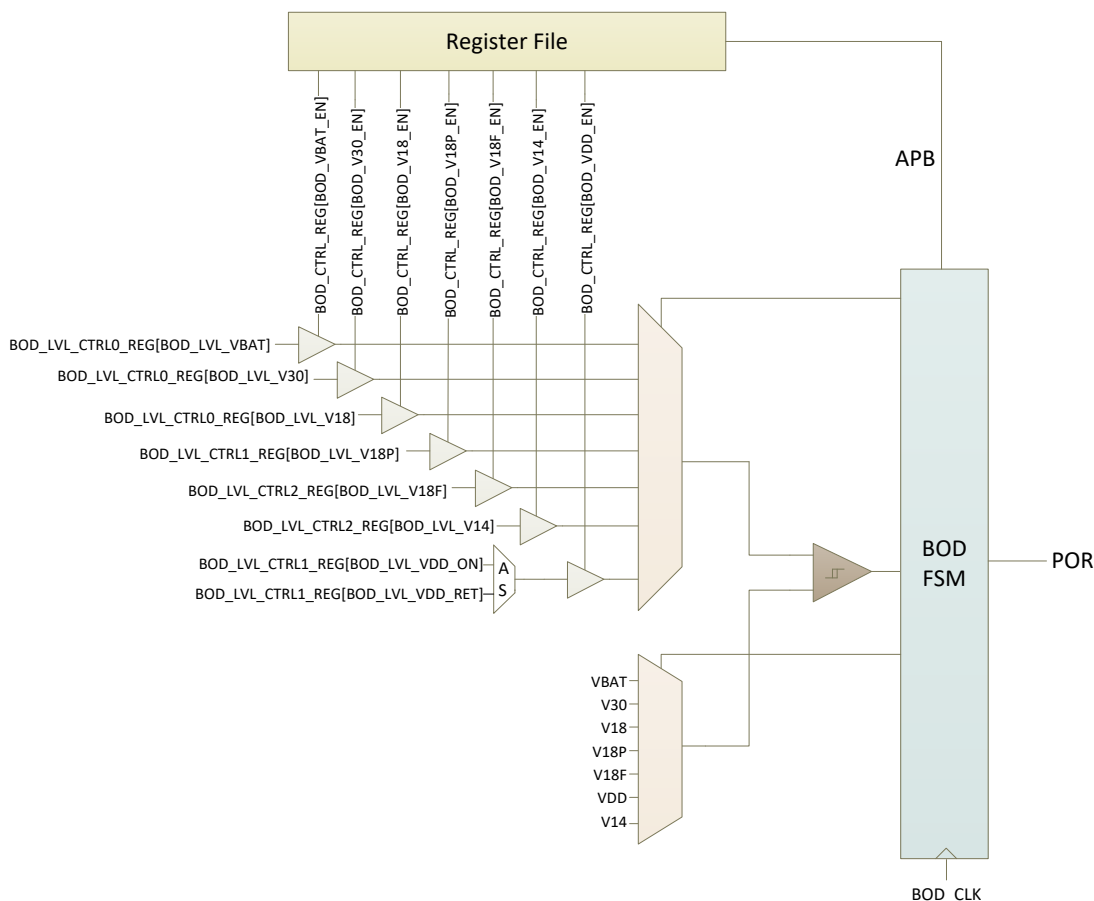 Register File
BOD_CTRL_REG[BOD_VBAT_EN]
BOD_CTRL_REG[BOD_V30_EN]
BOD_CTRL_REG[BOD_V18_EN]
BOD_CTRL_REG[BOD_V18P_EN]
BOD_CTRL_REG[BOD_V18F_EN]
BOD_CTRL_REG[BOD_V14_EN]
BOD_CTRL_REG[BOD_VDD_EN]
APB
BOD_LVL_CTRL0_REG[BOD_LVL_VBAT]
BOD_LVL_CTRL0_REG[BOD_LVL_V30]
BOD_LVL_CTRL0_REG[BOD_LVL_V18]
BOD_LVL_CTRL1_REG[BOD_LVL_V18P]
BOD_LVL_CTRL2_REG[BOD_LVL_V18F]
BOD_LVL_CTRL2_REG[BOD_LVL_V14]
BOD_LVL_CTRL1_REG[BOD_LVL_VDD_ON]
BOD_LVL_CTRL1_REG[BOD_LVL_VDD_RET]
A
S
BOD
FSM
POR
VBAT
V30
V18
V18P
V18F
VDD
V14
BOD_CLK